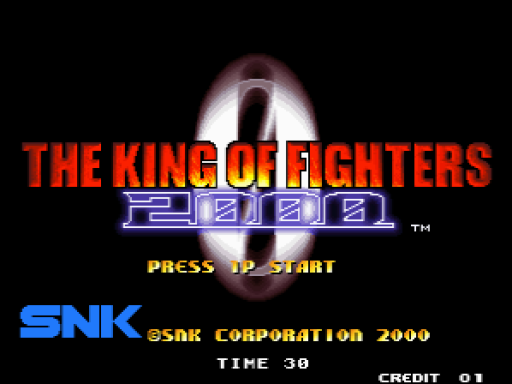 THE KING OF FIGHTERS
2000 ™
PRESS 1P START
SNK
©SNK CORPORATION 2000
TIME 30
CREDIT 01